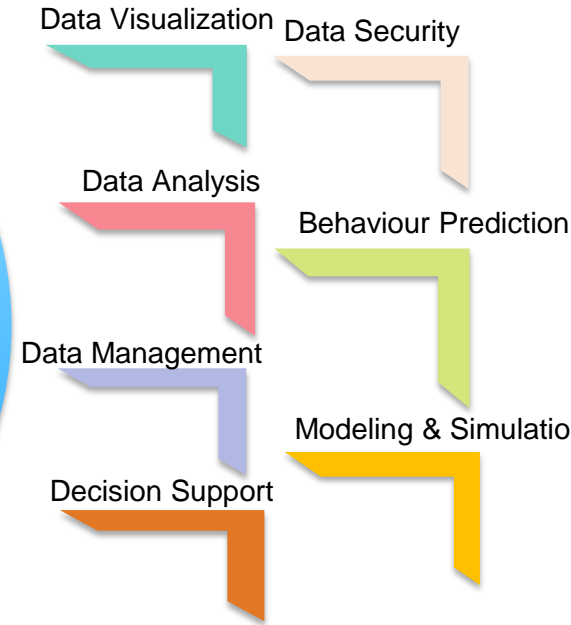 Data Visualization
Data Security
Data Analysis
Behaviour Prediction
Data Management
Modeling & Simulatio
Decision Support